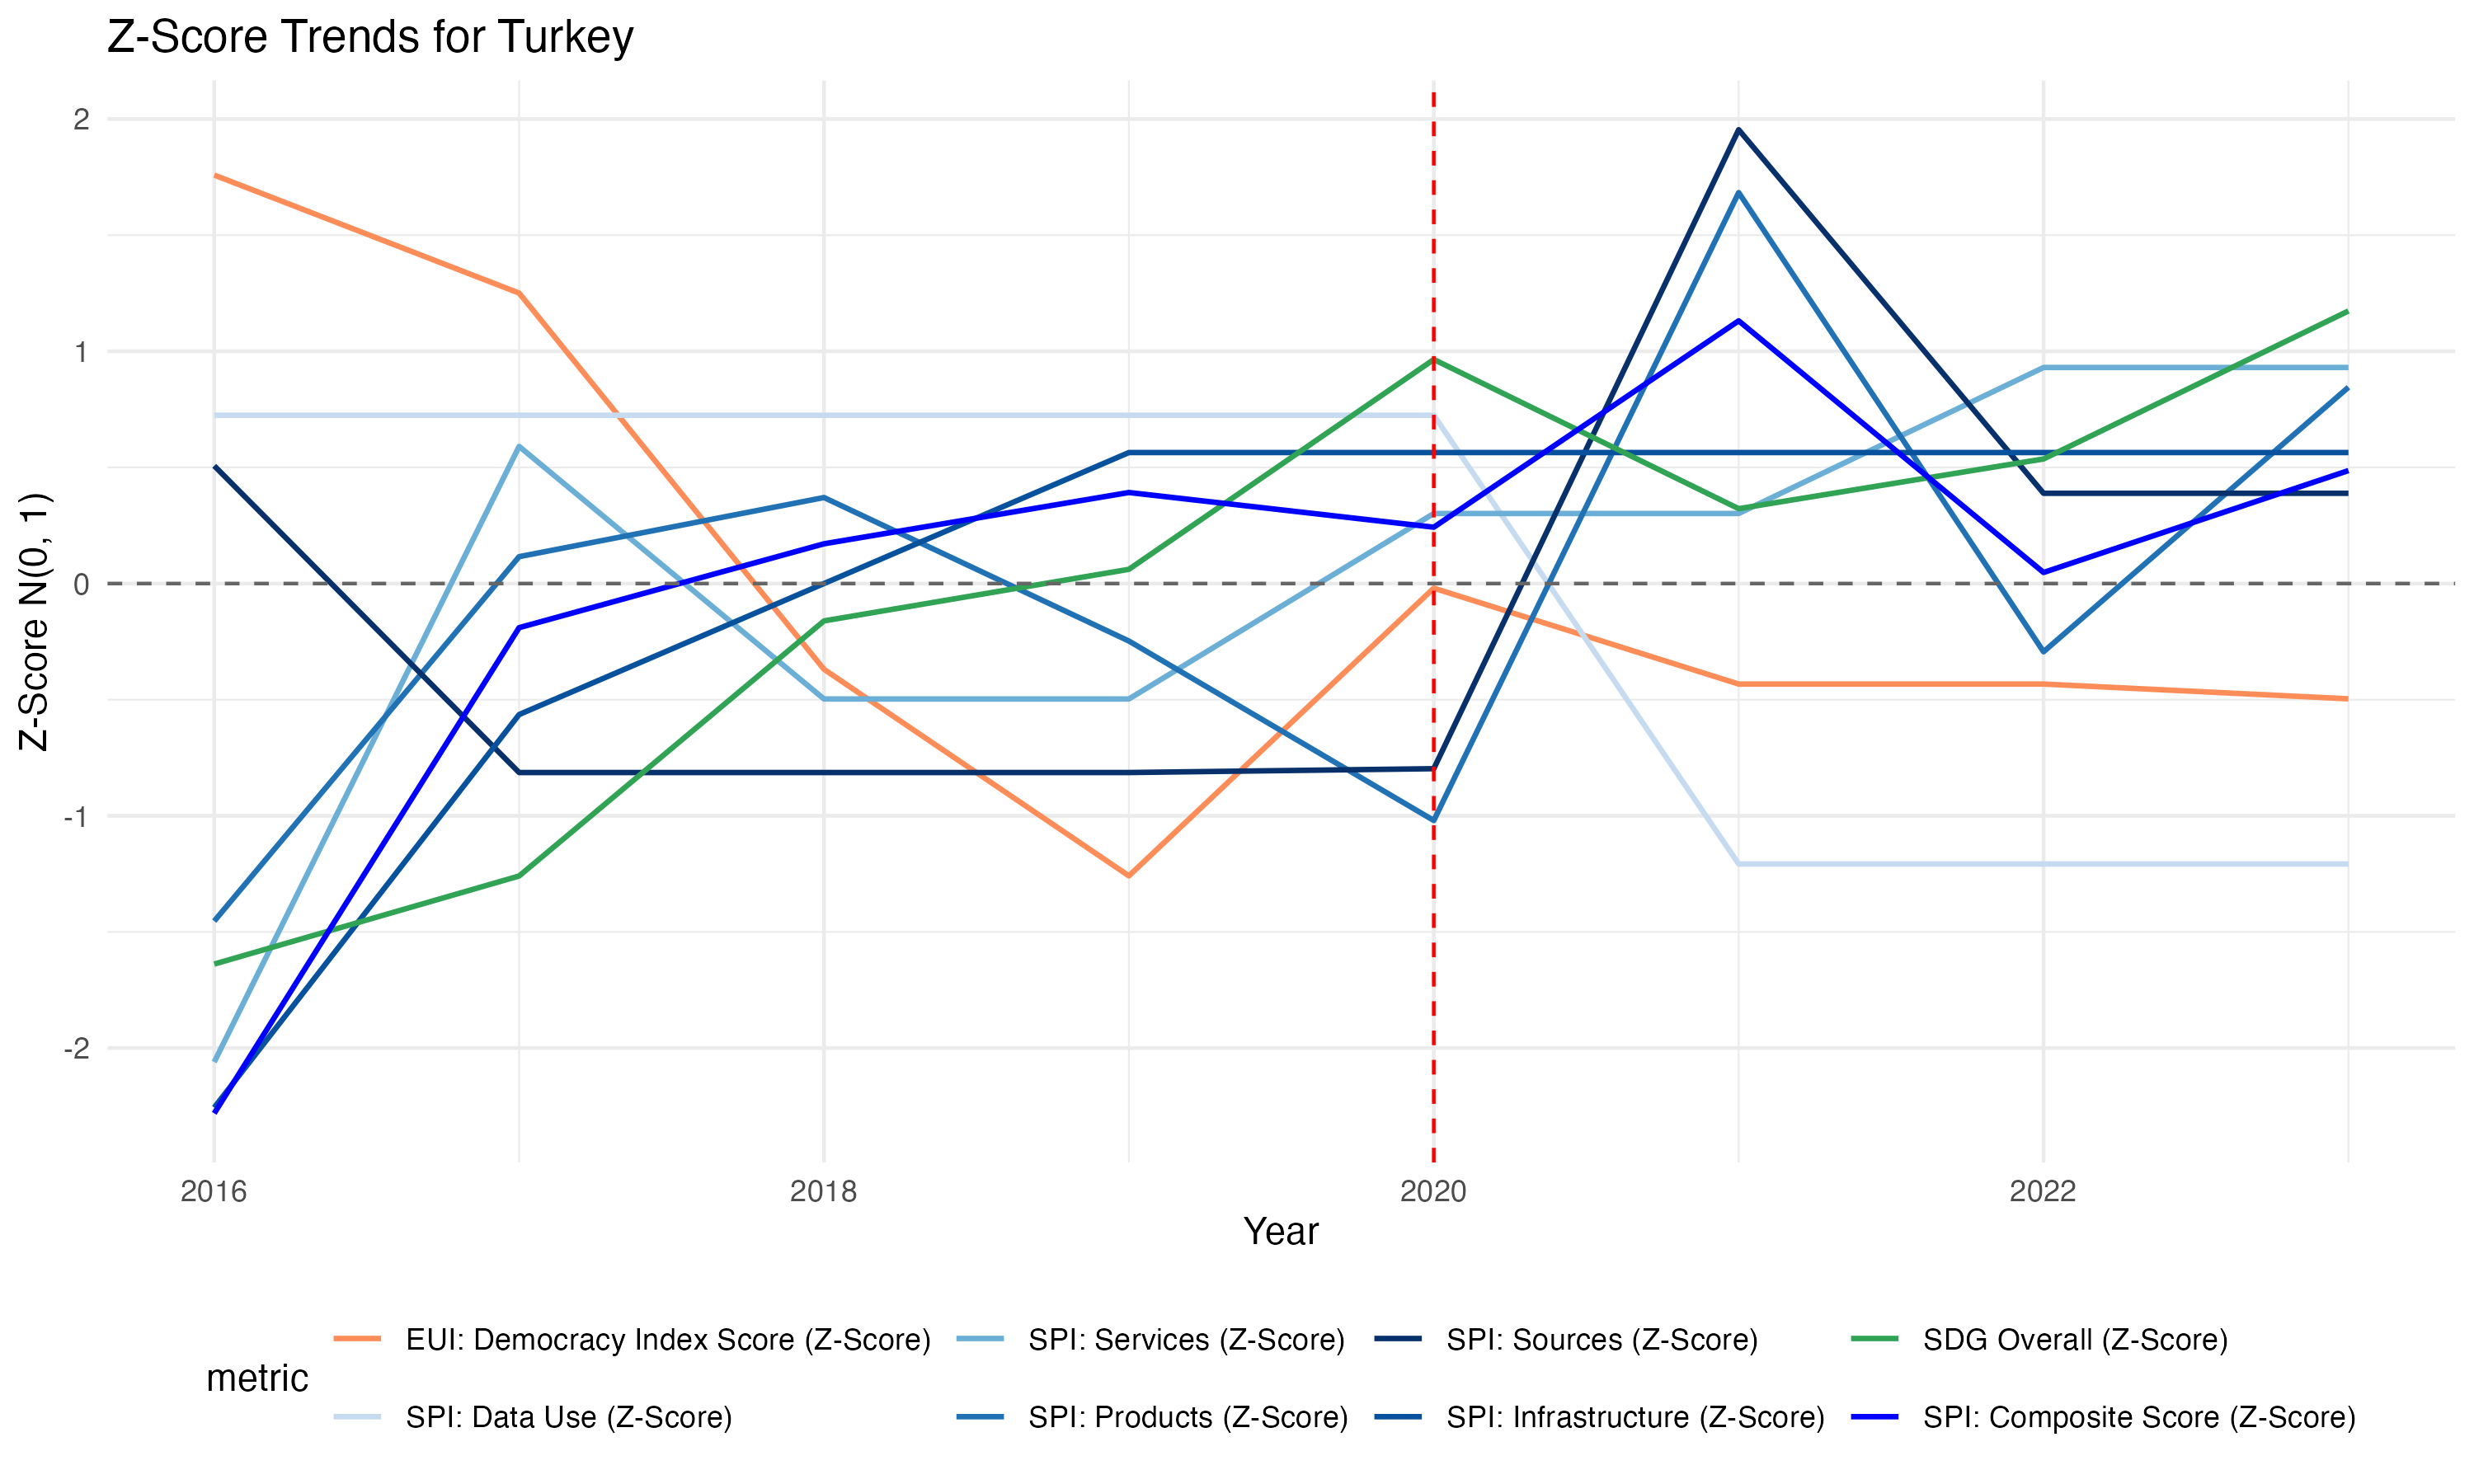 Z-Score Trends for Turkey
Z-Score N(0, 1)
2
1
0
-1
-2
2016
2018
2020
2022
Year
metric
EUI: Democracy Index Score (Z-Score)
SPI: Services (Z-Score)
SPI: Sources (Z-Score)
SDG Overall (Z-Score)
SPI: Data Use (Z-Score)
SPI: Products (Z-Score)
SPI: Infrastructure (Z-Score)
SPI: Composite Score (Z-Score)